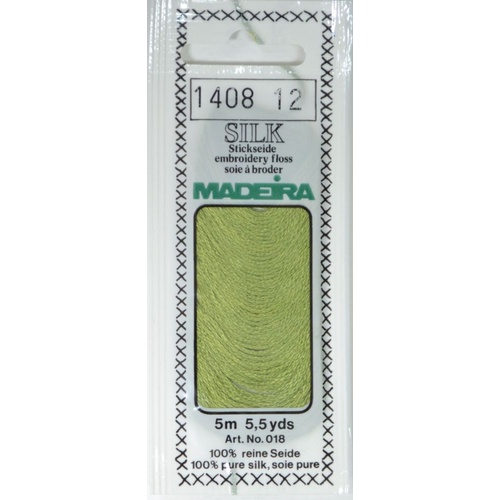 1408 12
SILK
Stickseide
embroidery floss
soie à broder
MADEIRA
5m 5,5yds
Art. No. 018
100% reine Seide
100% pure silk, soie pure